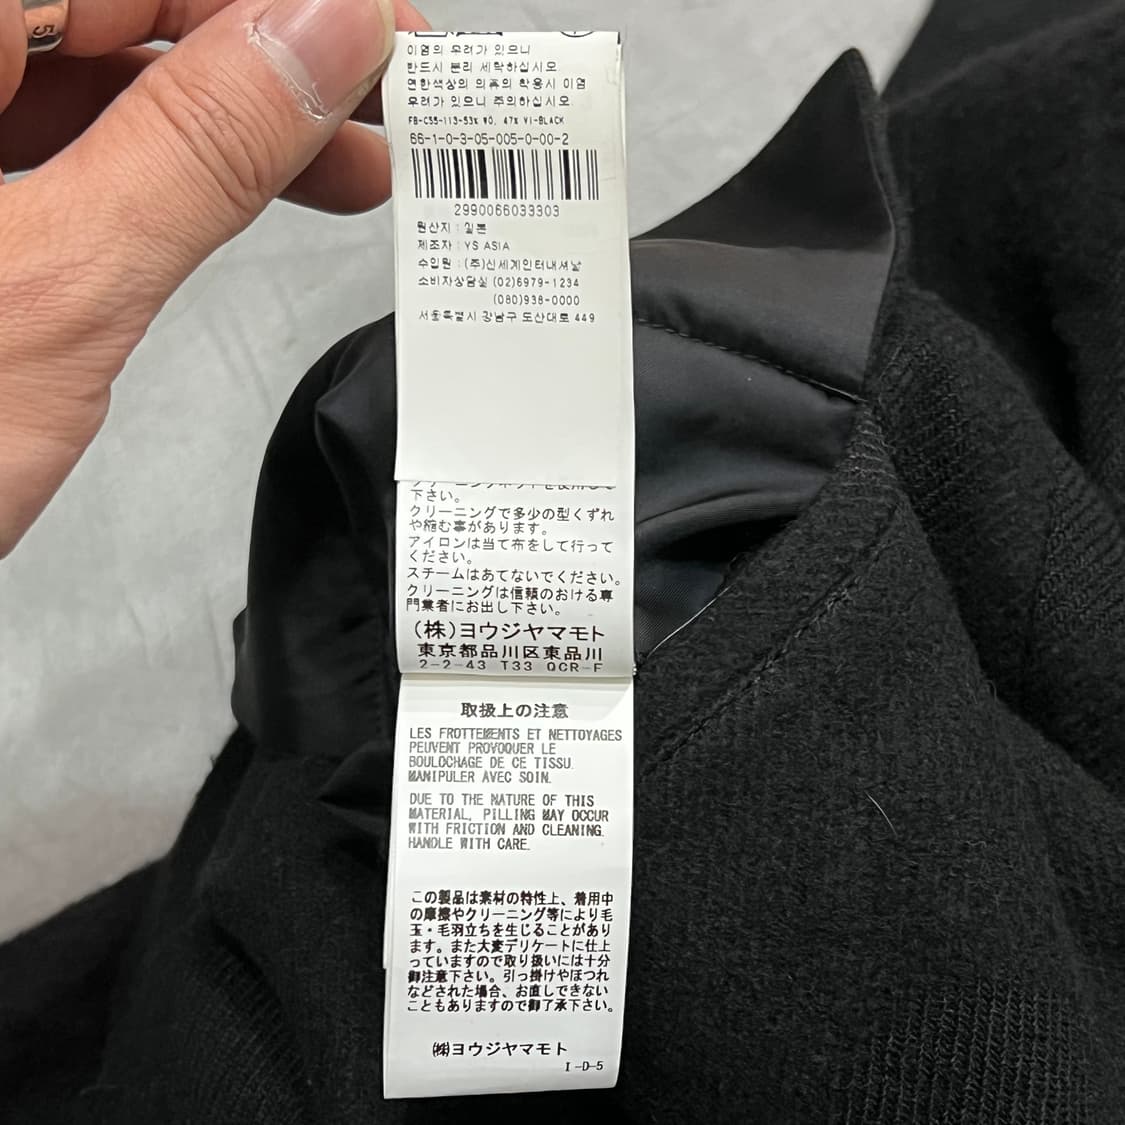 5
이염의 우려가 있으니
반드시 분리 세탁하십시오
연한색상의 의류의 착용시 이염
우려가 있으니 주의하십시오.
FB-C55-113-53% WO, 47% VI-BLACK
66-1-0-3-05-005-0-00-2
2990066033303
원산지 : 일본
제조자 : YS ASIA
수입원 : (주)신세계인터내셔날
소비자상담실 (02)6979-1234
(080)938-0000
서울특별시 강남구 도산대로 449
下さい。
クリーニングで多少の型くずれ
や縮む事があります。
アイロンは当て布をして行って
ください。
スチームはあてないでください。
クリーニングは信頼のおける専
門業者にお出し下さい。
(株)ヨウジヤマモト
東京都品川区東品川
2-2-43 T33 QCR-F
取扱上の注意
LES FROTTEMENTS ET NETTOYAGES
PEUVENT PROVOQUER LE
BOULOCHAGE DE CE TISSU.
MANIPULER AVEC SOIN.
DUE TO THE NATURE OF THIS
MATERIAL, PILLING MAY OCCUR
WITH FRICTION AND CLEANING.
HANDLE WITH CARE.
この製品は素材の特性上、着用中
の摩擦やクリーニング等により毛
玉・毛羽立ちを生じることがあり
ます。また大変デリケートに仕上
っていますので取り扱いには十分
御注意下さい。引っ掛けやほつれ
などされた場合、お直しできない
こともありますので御了承下さい。
㈱ヨウジヤマモト
I-D-5